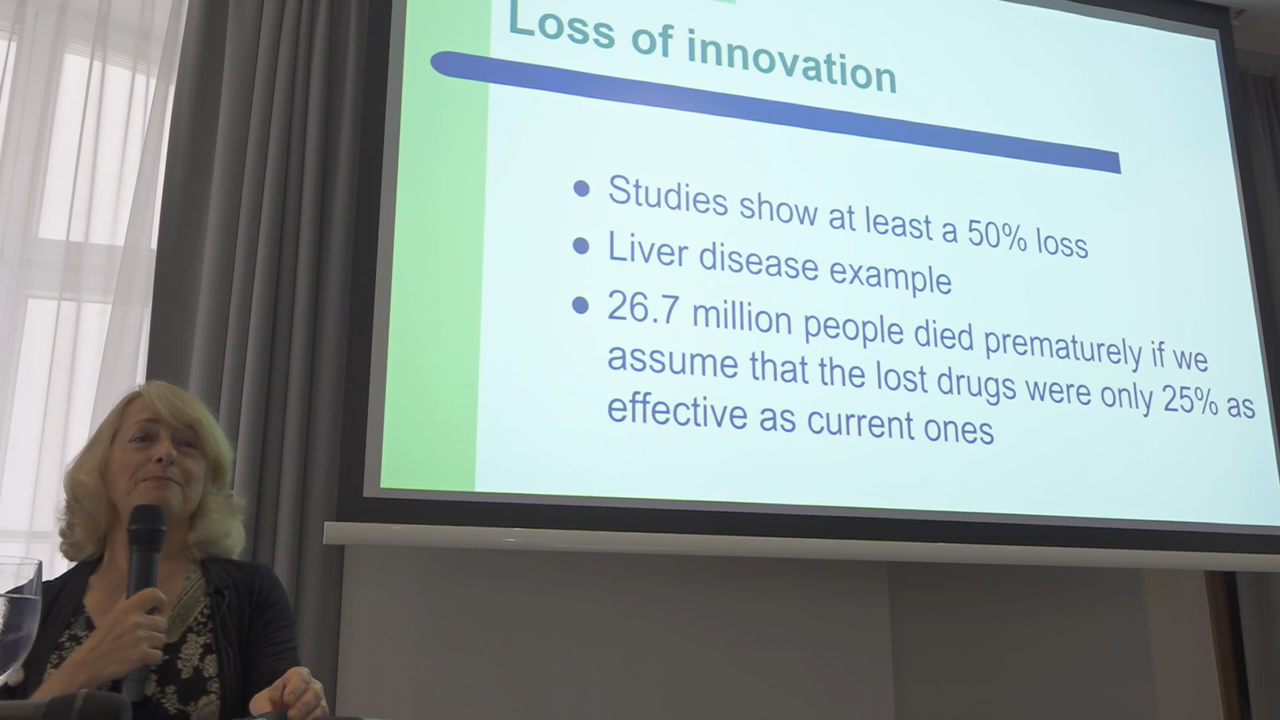 Loss of innovation
● Studies show at least a 50% loss
● Liver disease example
● 26.7 million people died prematurely if we
assume that the lost drugs were only 25% as
effective as current ones